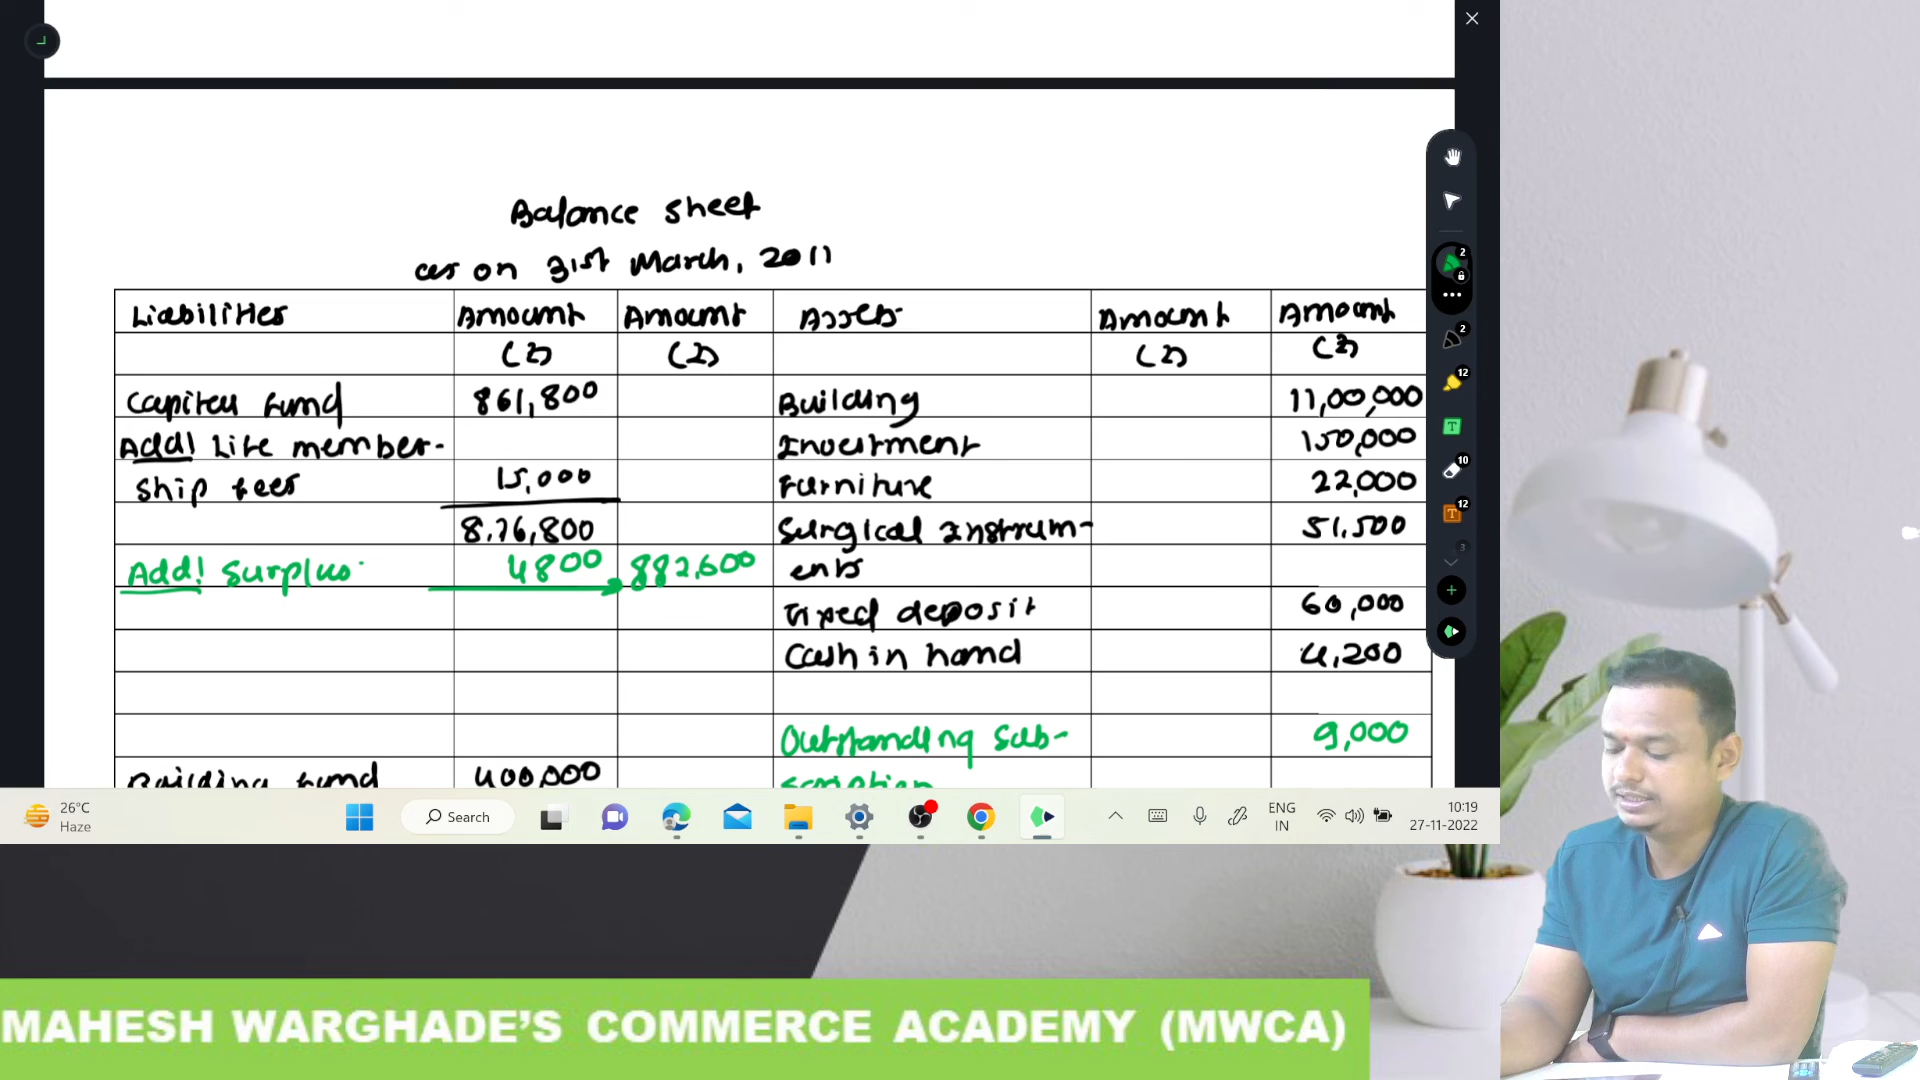 Balance sheet
as on 31st March, 2011
Liabilities Amount Amount Assets Amount Amount
(₹) (₹) (₹) (₹)
Capital fund 861,800 Building 11,00,000
Add! Life member- Investment 150,000
ship fees 15,000 Furniture 22,000
8,76,800 Surgical Instrum- 51,500
Add! Surplus 4800 882,600 ents
Fixed deposit 60,000
Cash in hand 4,200
Outstanding Sub- 9,000
Building fund 400,000 scription
26°C
Haze
Search
ENG
IN
10:19
27-11-2022
MAHESH WARGHADE'S COMMERCE ACADEMY (MWCA)